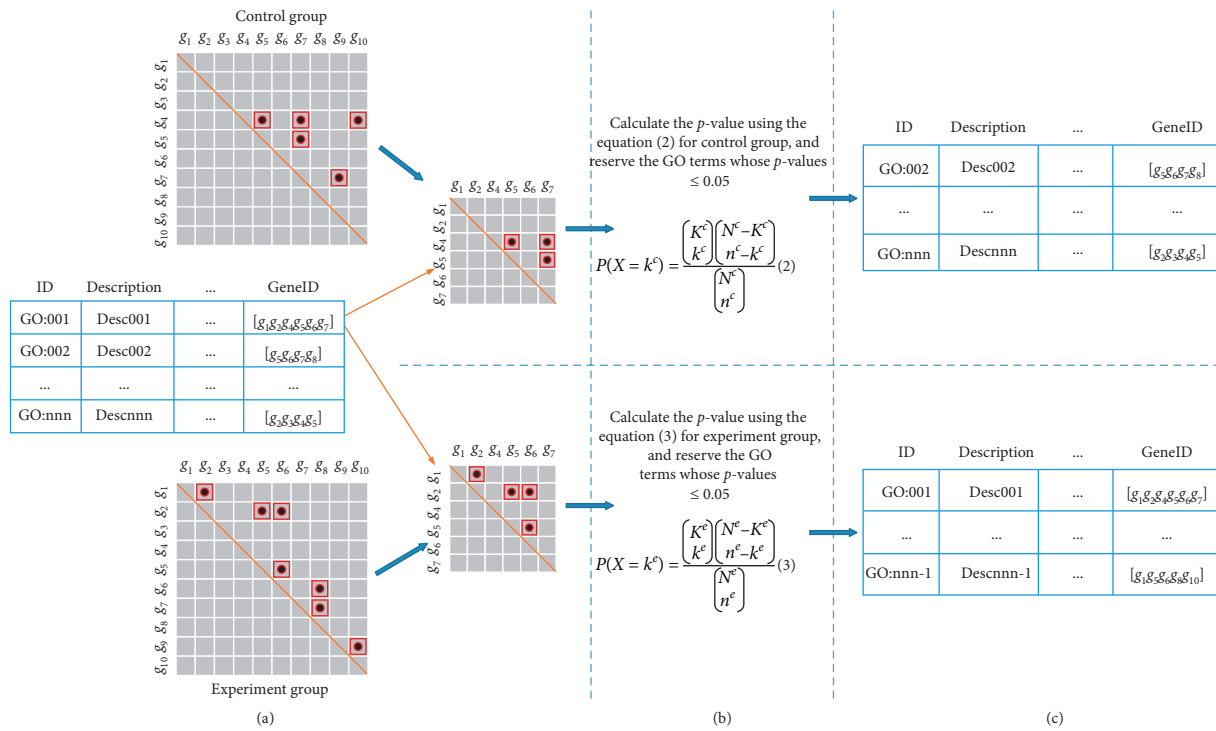 Control group
g1 g2 g3 g4 g5 g6 g7 g8 g9 g10
g1
g2
g3
g4
g5
g6
g7
g8
g9
g10
ID Description ... GeneID
GO:001 Desc001 ... [g1g2g4g5g6g7]
GO:002 Desc002 ... [g5g6g7g8]
... ... ... ...
GO:nnn Descnnn ... [g2g3g4g5]
g1 g2 g3 g4 g5 g6 g7 g8 g9 g10
g1
g2
g3
g4
g5
g6
g7
g8
g9
g10
Experiment group
g1 g2 g4 g5 g6 g7
g1
g2
g4
g5
g6
g7
g1 g2 g4 g5 g6 g7
g1
g2
g4
g5
g6
g7
(a)
Calculate the p-value using the
equation (2) for control group, and
reserve the GO terms whose p-values
≤ 0.05
P(X = k^c) = (K^c k^c)(N^c – K^c n^c – k^c) / (N^c n^c) (2)
Calculate the p-value using the
equation (3) for experiment group,
and reserve the GO
terms whose p-values
≤ 0.05
P(X = k^e) = (K^e k^e)(N^e – K^e n^e – k^e) / (N^e n^e) (3)
(b)
ID Description ... GeneID
GO:002 Desc002 ... [g5g6g7g8]
... ... ... ...
GO:nnn Descnnn ... [g2g3g4g5]
ID Description ... GeneID
GO:001 Desc001 ... [g1g2g4g5g6g7]
... ... ... ...
GO:nnn-1 Descnnn-1 ... [g1g5g6g8g10]
(c)